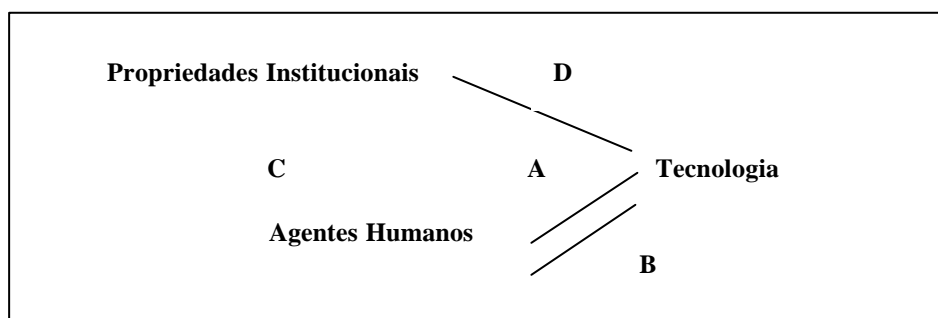 Propriedades Institucionais D
C A Tecnologia
Agentes Humanos
B